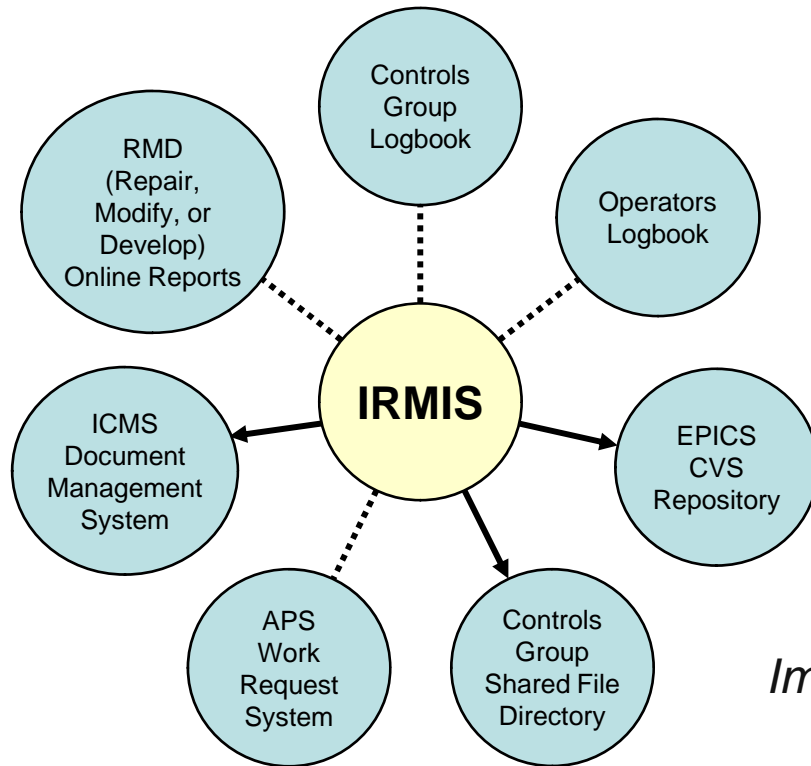 Controls
Group
Logbook
RMD
(Repair,
Modify, or
Develop)
Online Reports
Operators
Logbook
IRMIS
ICMS
Document
Management
System
EPICS
CVS
Repository
APS
Work
Request
System
Controls
Group
Shared File
Directory